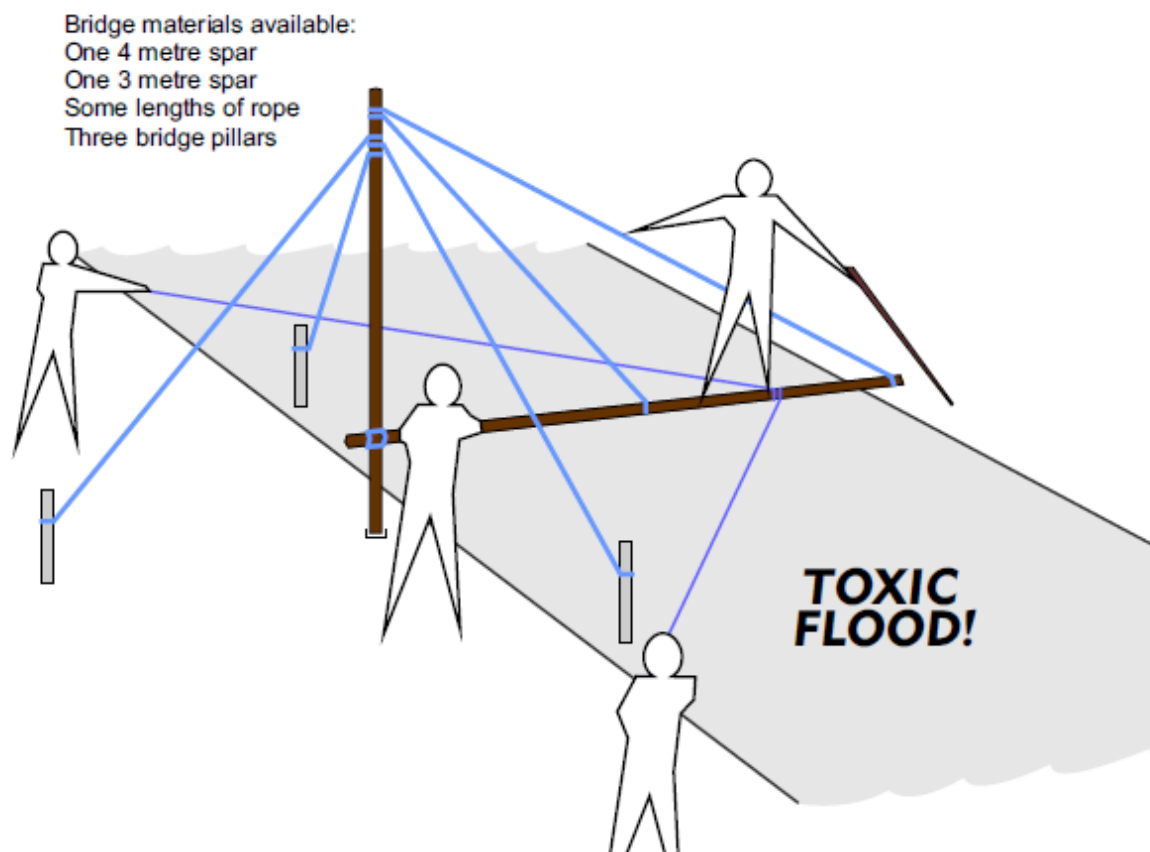 Bridge materials available:
One 4 metre spar
One 3 metre spar
Some lengths of rope
Three bridge pillars
TOXIC
FLOOD!